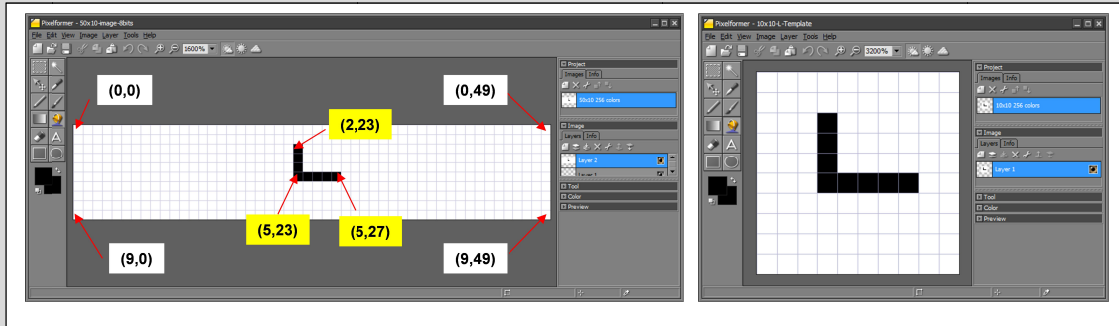 Pixelformer - 50x10-image-8bits
File Edit View Image Layer Tools Help
1600%
(0,0)
(0,49)
(2,23)
(5,23)
(5,27)
(9,0)
(9,49)
Project
Images Info
50x10 256 colors
Image
Layers Info
Layer 2
Layer 1
Tool
Color
Preview
Pixelformer - 10x10-L-Template
File Edit View Image Layer Tools Help
3200%
Project
Images Info
10x10 256 colors
Image
Layers Info
Layer 1
Tool
Color
Preview